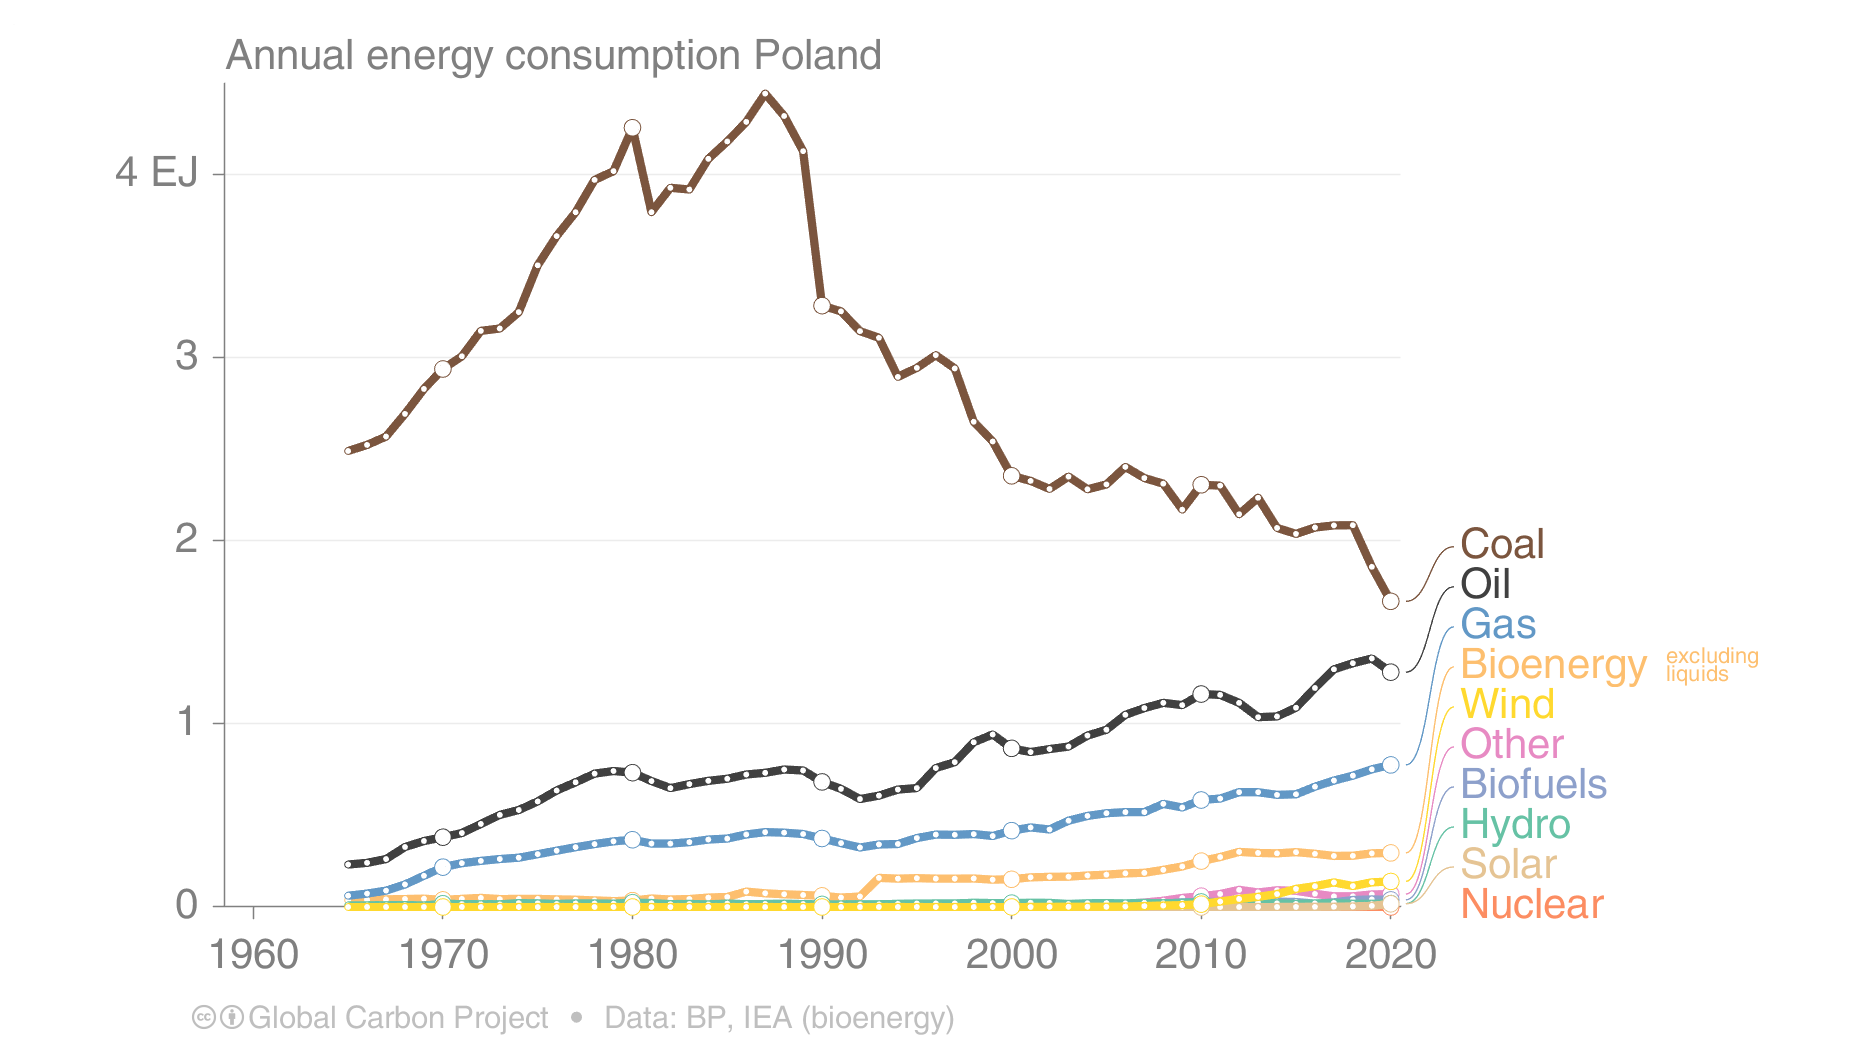 Annual energy consumption Poland
4 EJ
3
2
1
0
1960 1970 1980 1990 2000 2010 2020
Coal
Oil
Gas
Bioenergy excluding
liquids
Wind
Other
Biofuels
Hydro
Solar
Nuclear
cc Global Carbon Project • Data: BP, IEA (bioenergy)